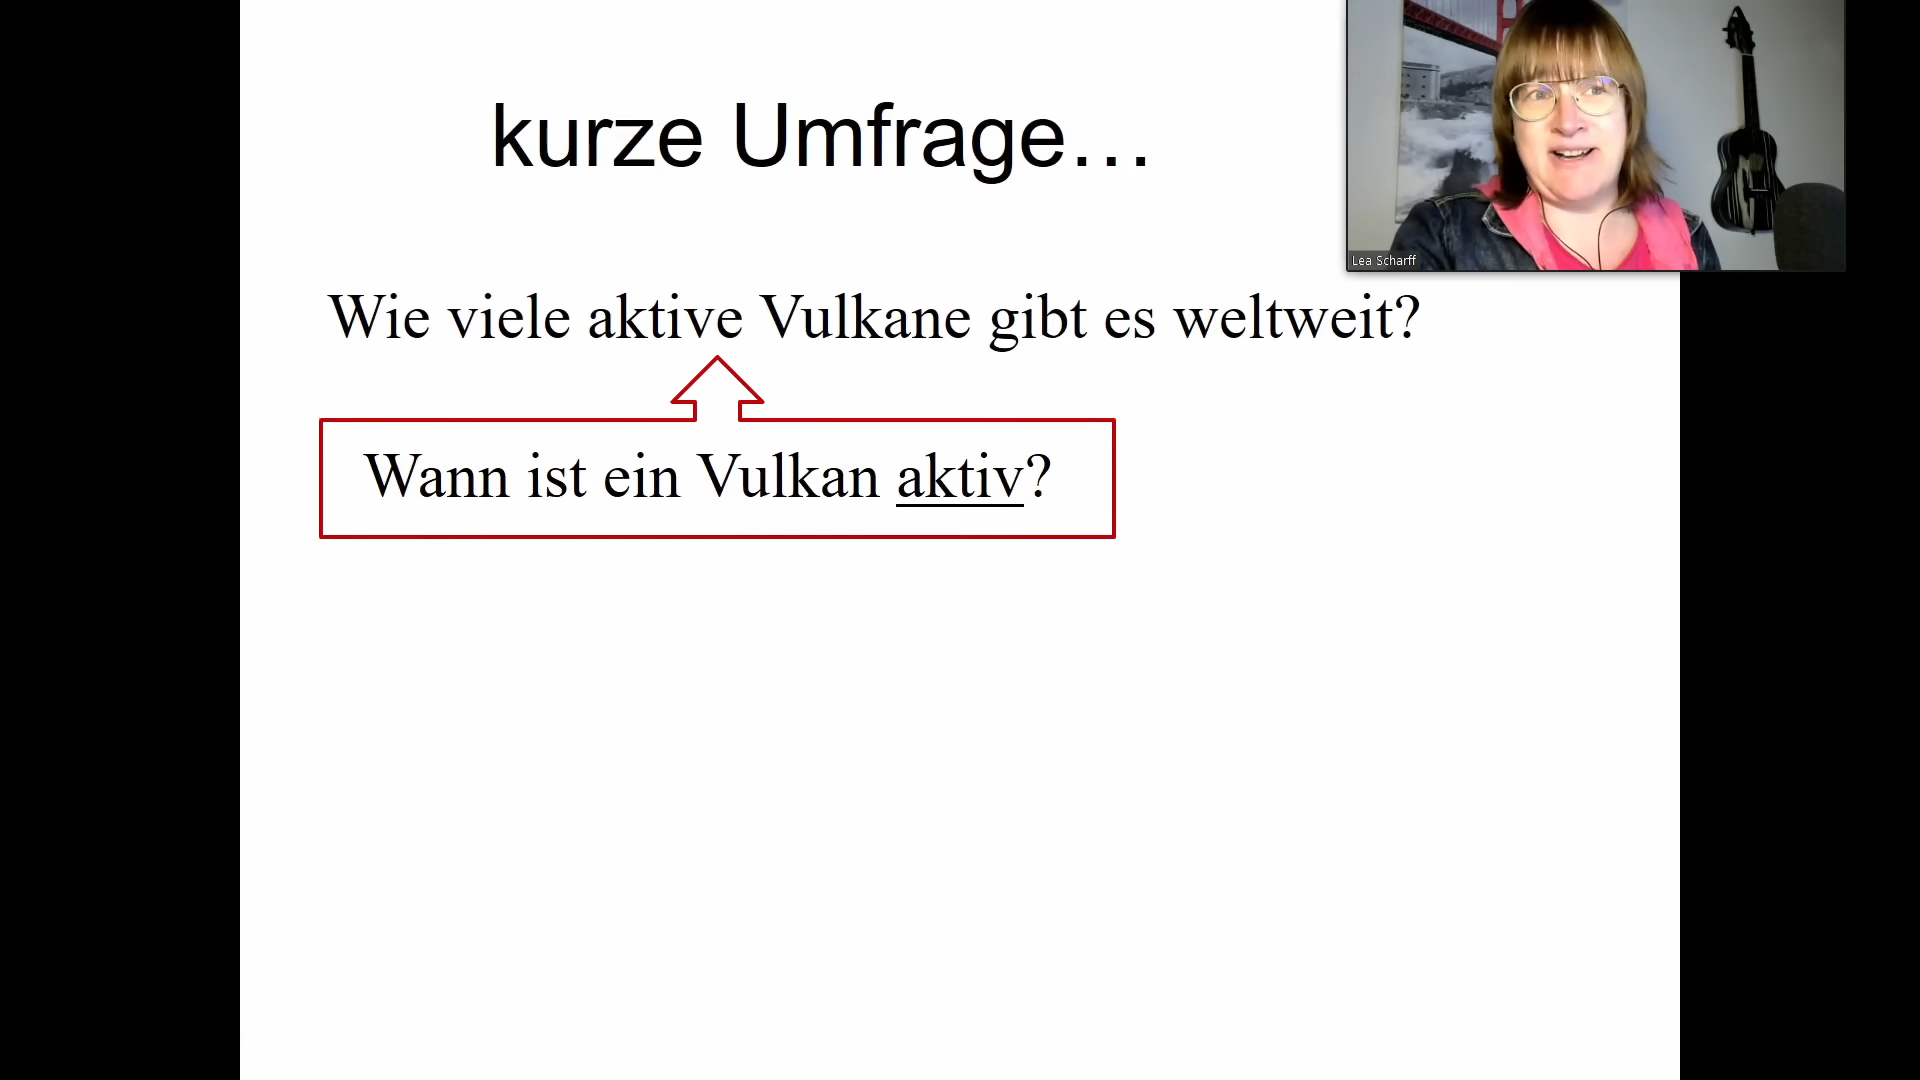 kurze Umfrage...
Lea Scharff
Wie viele aktive Vulkane gibt es weltweit?
Wann ist ein Vulkan aktiv?